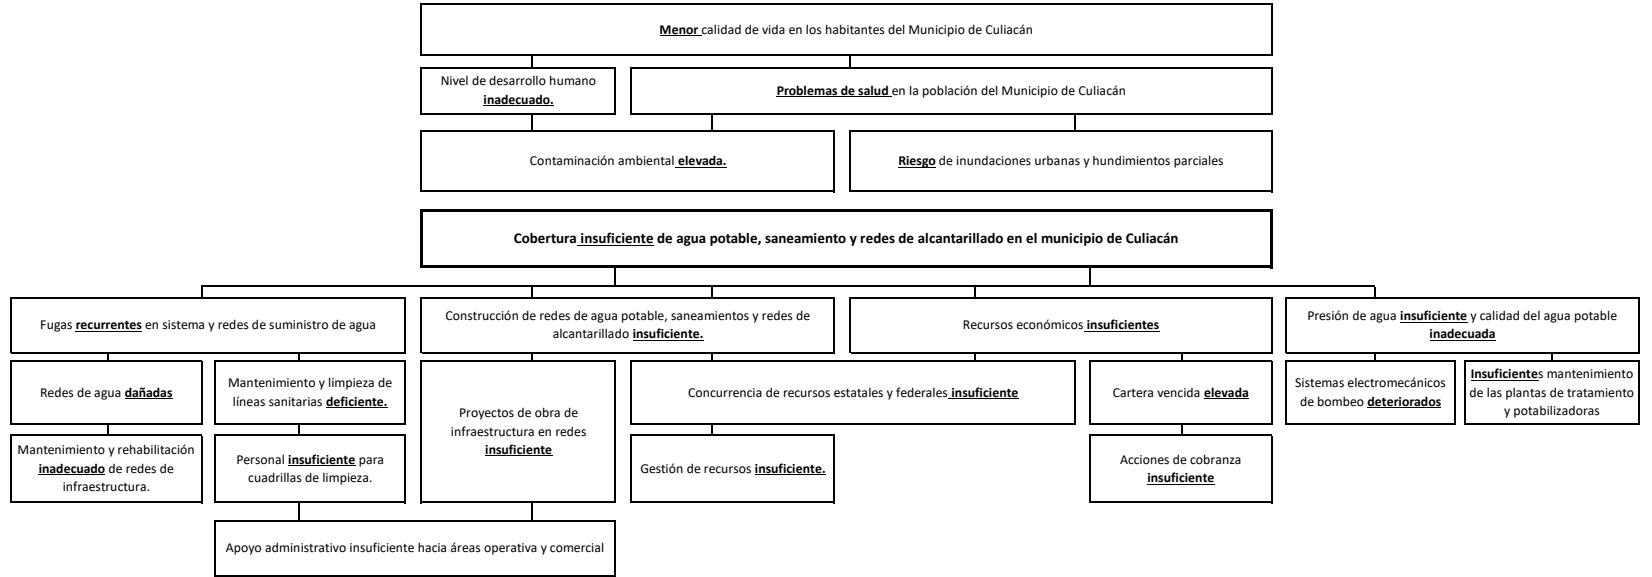 Menor calidad de vida en los habitantes del Municipio de Culiacán
Nivel de desarrollo humano
inadecuado.
Problemas de salud en la población del Municipio de Culiacán
Contaminación ambiental elevada.
Riesgo de inundaciones urbanas y hundimientos parciales
Cobertura insuficiente de agua potable, saneamiento y redes de alcantarillado en el municipio de Culiacán
Fugas recurrentes en sistema y redes de suministro de agua
Construcción de redes de agua potable, saneamientos y redes de
alcantarillado insuficiente.
Recursos económicos insuficientes
Presión de agua insuficiente y calidad del agua potable
inadecuada
Redes de agua dañadas
Mantenimiento y limpieza de
líneas sanitarias deficiente.
Proyectos de obra de
infraestructura en redes
insuficiente
Concurrencia de recursos estatales y federales insuficiente
Cartera vencida elevada
Sistemas electromecánicos
de bombeo deteriorados
Insuficientes mantenimiento
de las plantas de tratamiento
y potabilizadoras
Mantenimiento y rehabilitación
inadecuado de redes de
infraestructura.
Personal insuficiente para
cuadrillas de limpieza.
Gestión de recursos insuficiente.
Acciones de cobranza
insuficiente
Apoyo administrativo insuficiente hacia áreas operativa y comercial